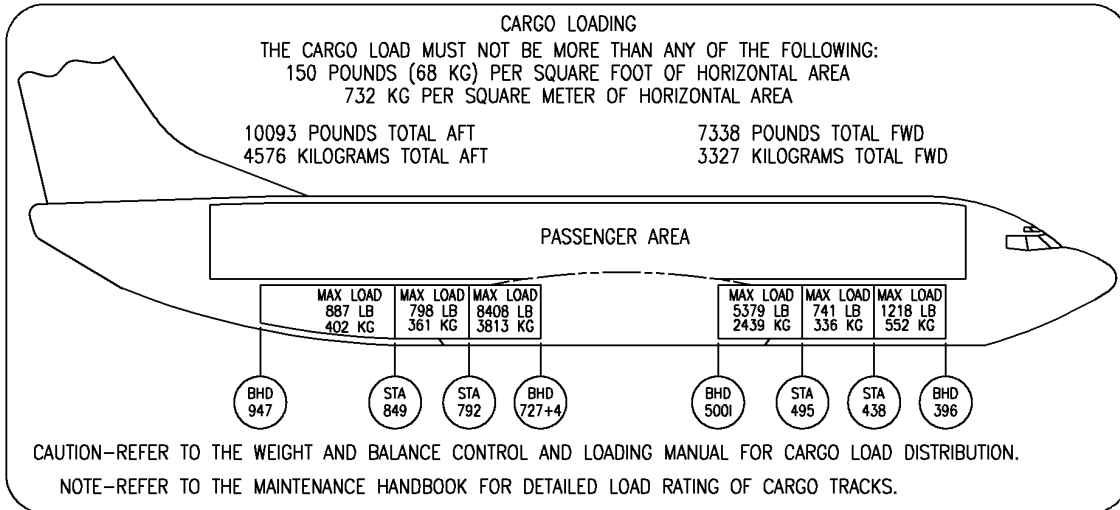 CARGO LOADING
THE CARGO LOAD MUST NOT BE MORE THAN ANY OF THE FOLLOWING:
150 POUNDS (68 KG) PER SQUARE FOOT OF HORIZONTAL AREA
732 KG PER SQUARE METER OF HORIZONTAL AREA
10093 POUNDS TOTAL AFT
4576 KILOGRAMS TOTAL AFT
7338 POUNDS TOTAL FWD
3327 KILOGRAMS TOTAL FWD
PASSENGER AREA
MAX LOAD
887 LB
402 KG
MAX LOAD
798 LB
361 KG
MAX LOAD
8408 LB
3813 KG
MAX LOAD
5379 LB
2439 KG
MAX LOAD
741 LB
336 KG
MAX LOAD
1218 LB
552 KG
BHD
947
STA
849
STA
792
BHD
727+4
BHD
500I
STA
495
STA
438
BHD
396
CAUTION-REFER TO THE WEIGHT AND BALANCE CONTROL AND LOADING MANUAL FOR CARGO LOAD DISTRIBUTION.
NOTE-REFER TO THE MAINTENANCE HANDBOOK FOR DETAILED LOAD RATING OF CARGO TRACKS.